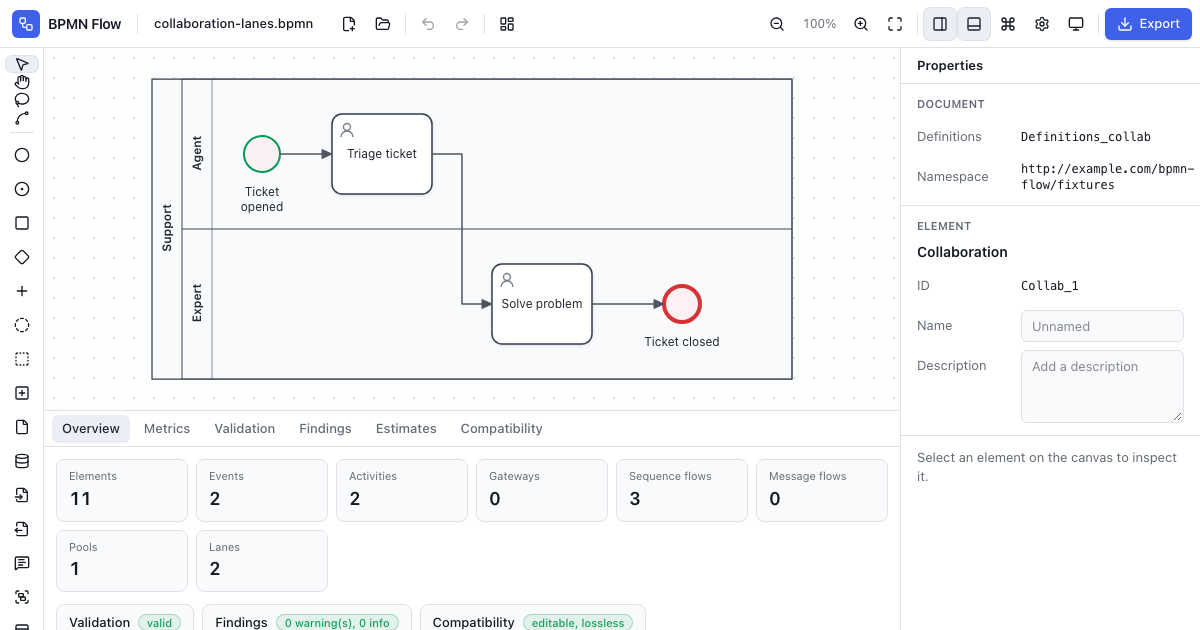 BPMN Flow
collaboration-lanes.bpmn
100%
Export
Support
Agent
Expert
Ticket
opened
Triage ticket
Solve problem
Ticket closed
Properties
DOCUMENT
Definitions
Definitions_collab
Namespace
http://example.com/bpmn-
flow/fixtures
ELEMENT
Collaboration
ID
Collab_1
Name
Unnamed
Description
Add a description
Select an element on the canvas to inspect
it.
Overview
Metrics
Validation
Findings
Estimates
Compatibility
Elements
11
Events
2
Activities
2
Gateways
0
Sequence flows
3
Message flows
0
Pools
1
Lanes
2
Validation valid
Findings 0 warning(s), 0 info
Compatibility editable, lossless